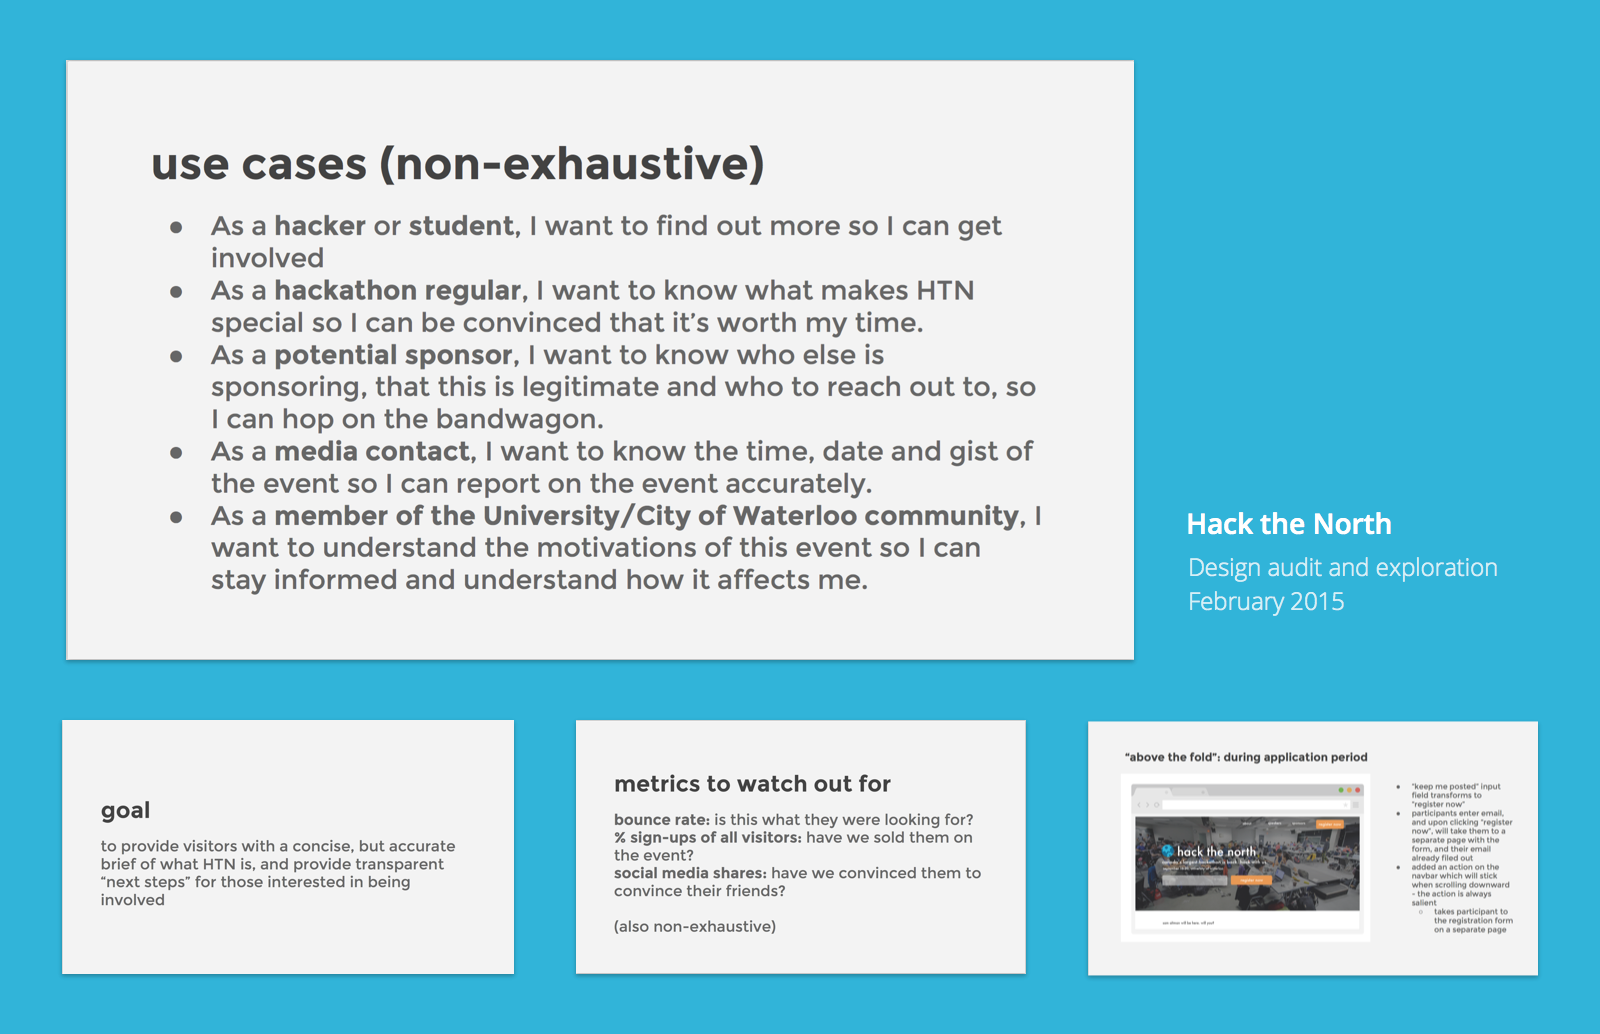 use cases (non-exhaustive)
● As a hacker or student, I want to find out more so I can get
involved
● As a hackathon regular, I want to know what makes HTN
special so I can be convinced that it’s worth my time.
● As a potential sponsor, I want to know who else is
sponsoring, that this is legitimate and who to reach out to, so
I can hop on the bandwagon.
● As a media contact, I want to know the time, date and gist of
the event so I can report on the event accurately.
● As a member of the University/City of Waterloo community, I
want to understand the motivations of this event so I can
stay informed and understand how it affects me.
Hack the North
Design audit and exploration
February 2015
goal
to provide visitors with a concise, but accurate
brief of what HTN is, and provide transparent
“next steps” for those interested in being
involved
metrics to watch out for
bounce rate: is this what they were looking for?
% sign-ups of all visitors: have we sold them on
the event?
social media shares: have we convinced them to
convince their friends?
(also non-exhaustive)
“above the fold”: during application period
register now
hack the north
register now
● “keep me posted” input
field transforms to
“register now”
● participants enter email,
and upon clicking “register
now”, will take them to a
separate page with the
form, and their email
already filed out
● added an action on the
navbar which will stick
when scrolling downward
- the action is always
salient
○ takes participant to
the registration form
on a separate page